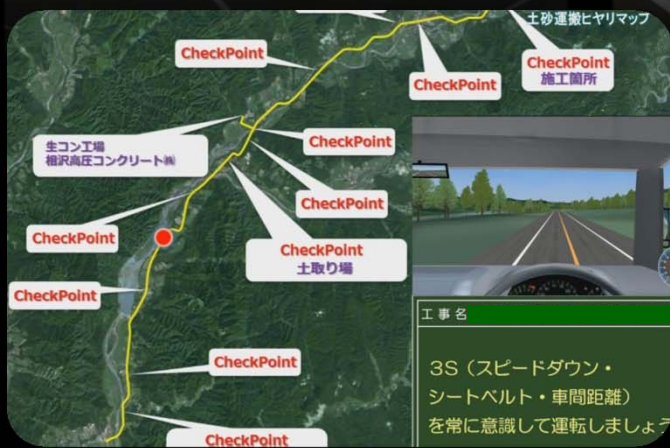 土砂運搬ヒヤリマップ
CheckPoint
CheckPoint
施工箇所
CheckPoint
生コン工場
相沢高圧コンクリート㈱
CheckPoint
CheckPoint
CheckPoint
CheckPoint
土取り場
CheckPoint
CheckPoint
CheckPoint
工事名
3S（スピードダウン・
シートベルト・車間距離）
を常に意識して運転しましょう